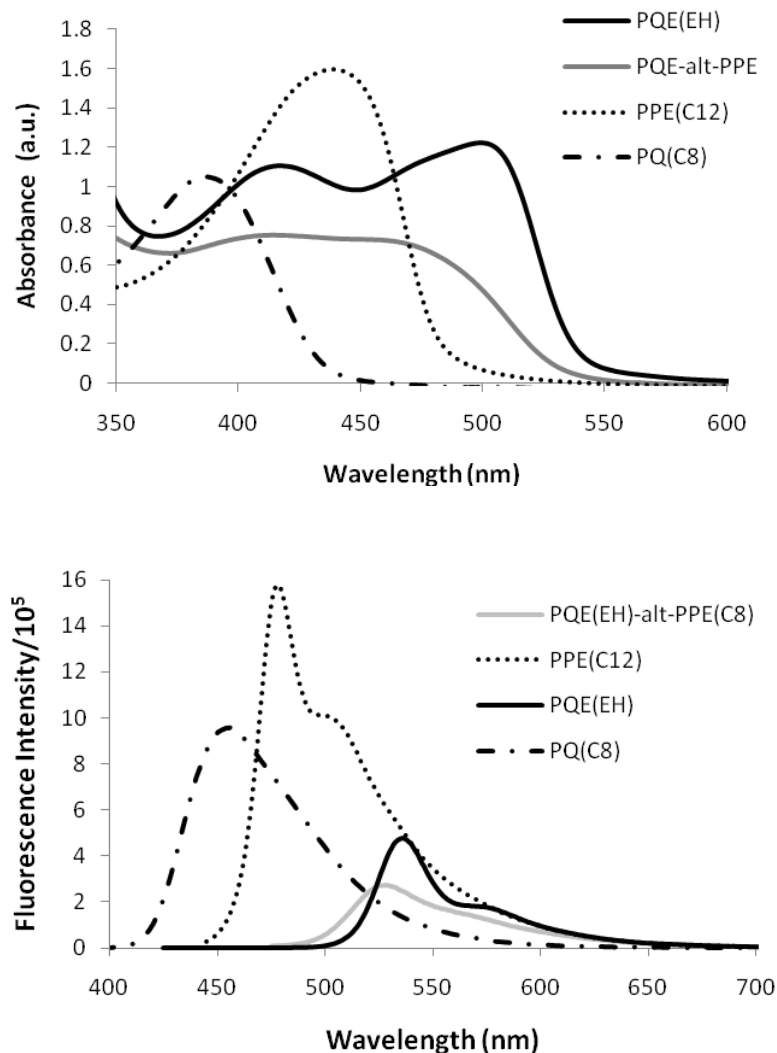 PQE(EH)
PQE-alt-PPE
PPE(C12)
PQ(C8)
Absorbance (a.u.)
1.8
1.6
1.4
1.2
1
0.8
0.6
0.4
0.2
0
350 400 450 500 550 600
Wavelength (nm)
PQE(EH)-alt-PPE(C8)
PPE(C12)
PQE(EH)
PQ(C8)
Fluorescence Intensity/10⁵
16
14
12
10
8
6
4
2
0
400 450 500 550 600 650 700
Wavelength (nm)